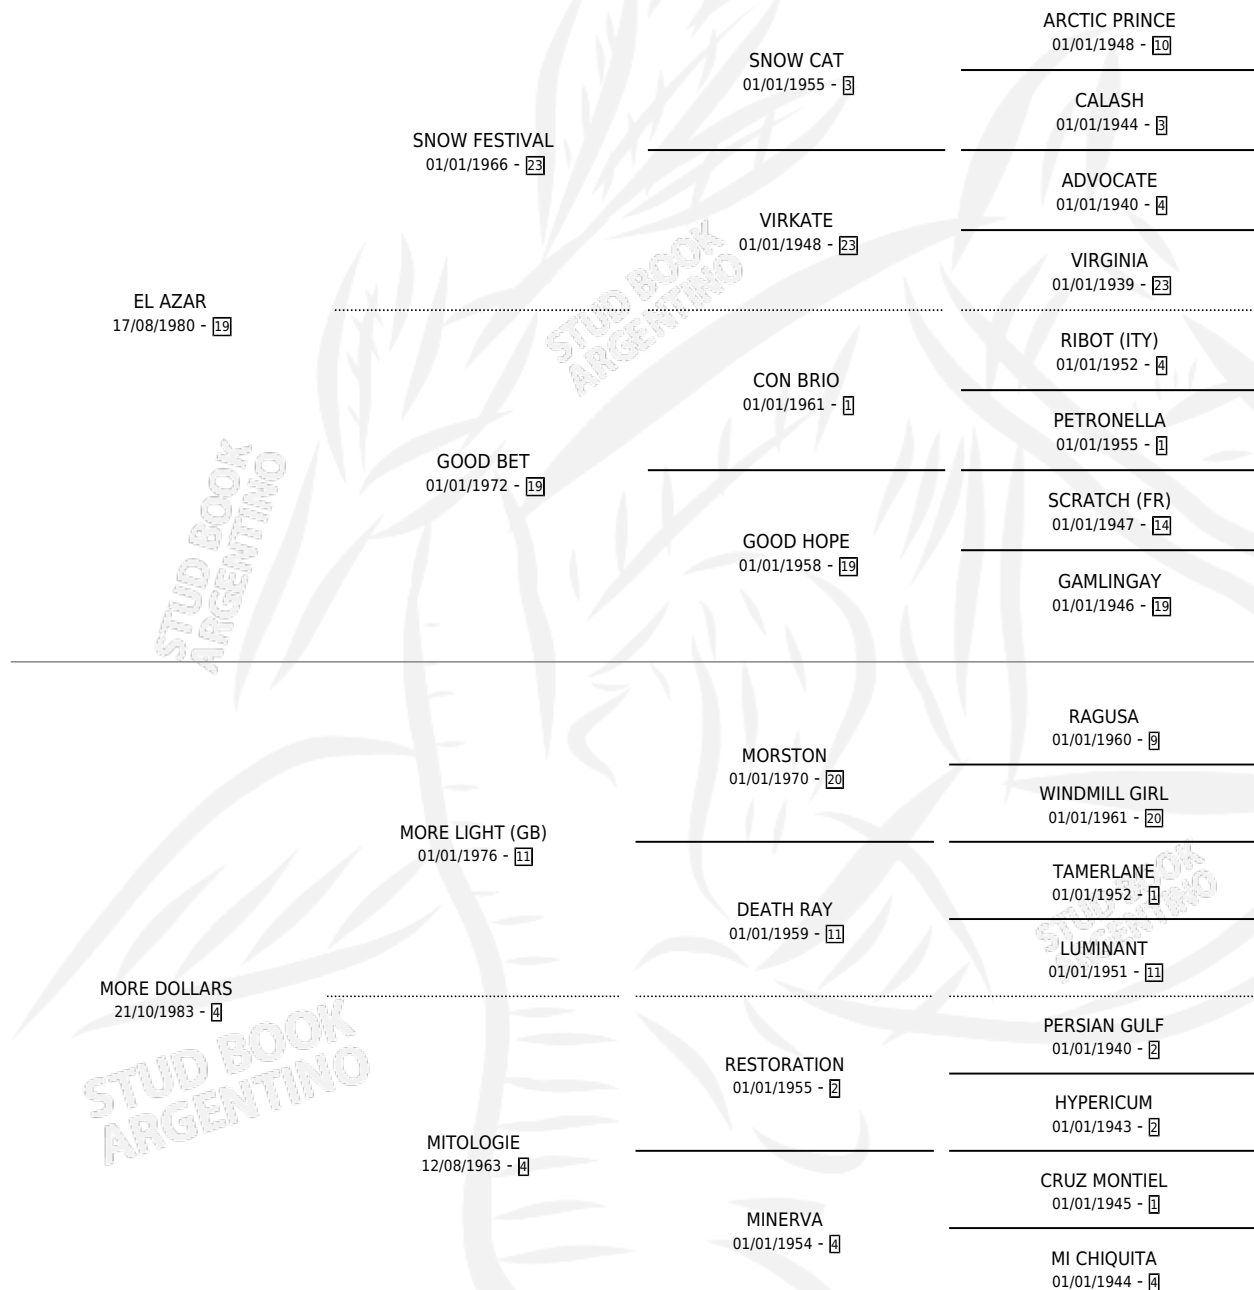 ARCTIC PRINCE
01/01/1948 - 10
SNOW CAT
01/01/1955 - 3
CALASH
01/01/1944 - 3
SNOW FESTIVAL
01/01/1966 - 23
ADVOCATE
01/01/1940 - 4
VIRKATE
01/01/1948 - 23
VIRGINIA
01/01/1939 - 23
EL AZAR
17/08/1980 - 19
RIBOT (ITY)
01/01/1952 - 4
CON BRIO
01/01/1961 - 1
PETRONELLA
01/01/1955 - 1
GOOD BET
01/01/1972 - 19
SCRATCH (FR)
01/01/1947 - 14
GOOD HOPE
01/01/1958 - 19
GAMLINGAY
01/01/1946 - 19
RAGUSA
01/01/1960 - 9
MORSTON
01/01/1970 - 20
WINDMILL GIRL
01/01/1961 - 20
MORE LIGHT (GB)
01/01/1976 - 11
TAMERLANE
01/01/1952 - 1
DEATH RAY
01/01/1959 - 11
LUMINANT
01/01/1951 - 11
MORE DOLLARS
21/10/1983 - 4
PERSIAN GULF
01/01/1940 - 2
RESTORATION
01/01/1955 - 2
HYPERICUM
01/01/1943 - 2
MITOLOGIE
12/08/1963 - 4
CRUZ MONTIEL
01/01/1945 - 1
MINERVA
01/01/1954 - 4
MI CHIQUITA
01/01/1944 - 4
STUD BOOK
ARGENTINO
STUD BOOK
ARGENTINO
STUD BOOK
ARGENTINO
STUD BOOK
ARGENTINO